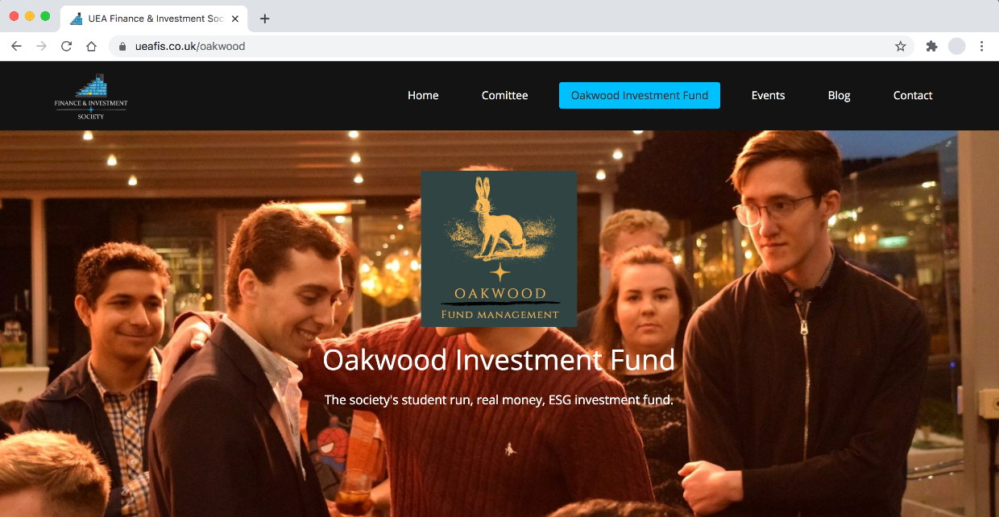 UEA Finance & Investment Soc
ueafis.co.uk/oakwood
FINANCE & INVESTMENT
SOCIETY
Home
Comittee
Oakwood Investment Fund
Events
Blog
Contact
OAKWOOD
FUND MANAGEMENT
Oakwood Investment Fund
The society's student run, real money, ESG investment fund.